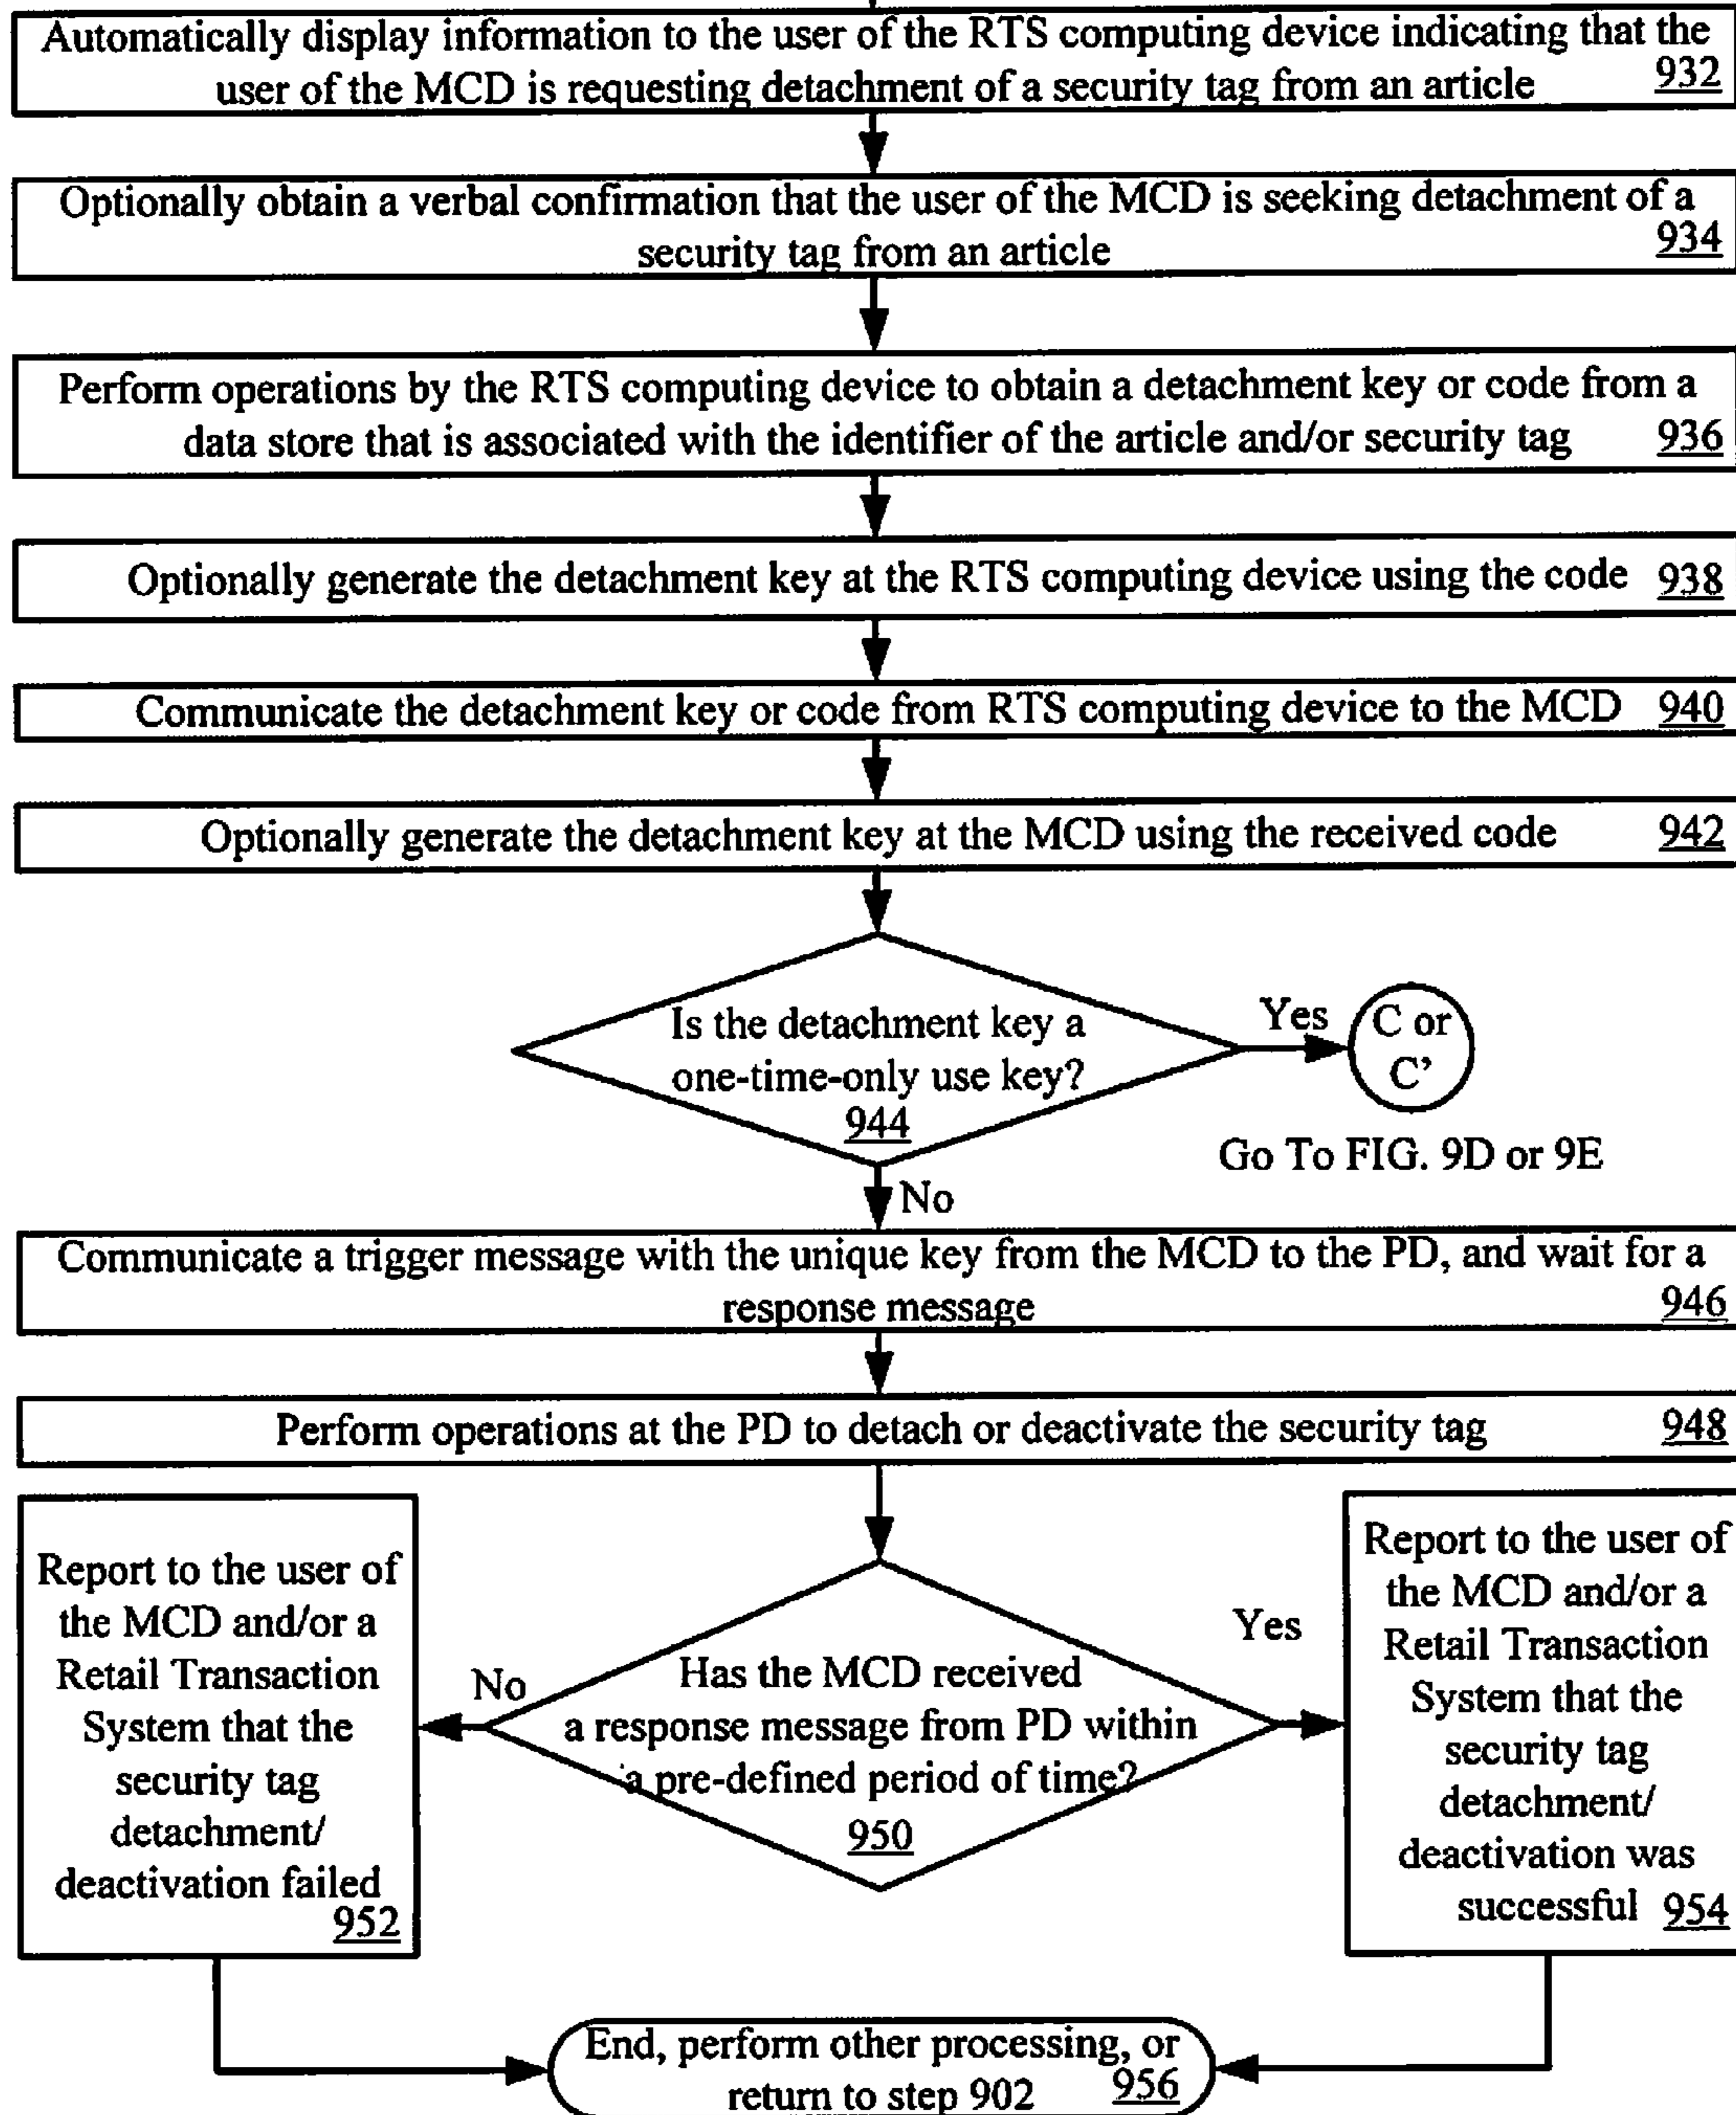 Automatically display information to the user of the RTS computing device indicating that the
user of the MCD is requesting detachment of a security tag from an article 932
Optionally obtain a verbal confirmation that the user of the MCD is seeking detachment of a
security tag from an article 934
Perform operations by the RTS computing device to obtain a detachment key or code from a
data store that is associated with the identifier of the article and/or security tag 936
Optionally generate the detachment key at the RTS computing device using the code 938
Communicate the detachment key or code from RTS computing device to the MCD 940
Optionally generate the detachment key at the MCD using the received code 942
Is the detachment key a
one-time-only use key?
944
Yes
C or
C’
Go To FIG. 9D or 9E
No
Communicate a trigger message with the unique key from the MCD to the PD, and wait for a
response message 946
Perform operations at the PD to detach or deactivate the security tag 948
Report to the user of
the MCD and/or a
Retail Transaction
System that the
security tag
detachment/
deactivation failed
952
No
Has the MCD received
a response message from PD within
a pre-defined period of time?
950
Yes
Report to the user of
the MCD and/or a
Retail Transaction
System that the
security tag
detachment/
deactivation was
successful 954
End, perform other processing, or
return to step 902 956